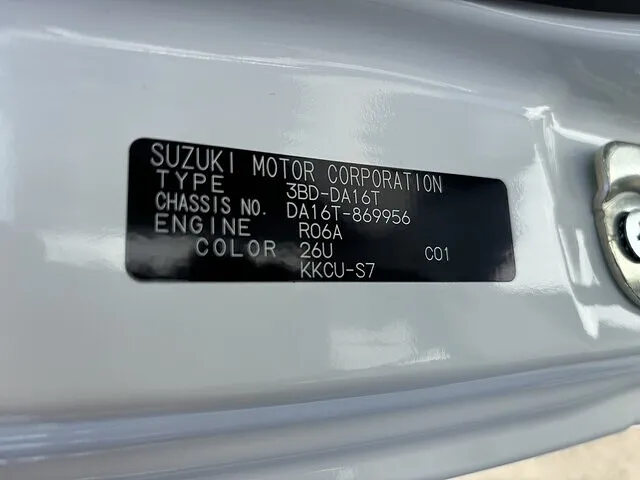 SUZUKI MOTOR CORPORATION
TYPE 3BD-DA16T
CHASSIS NO. DA16T-869956
ENGINE R06A
COLOR 26U C01
KKCU-S7